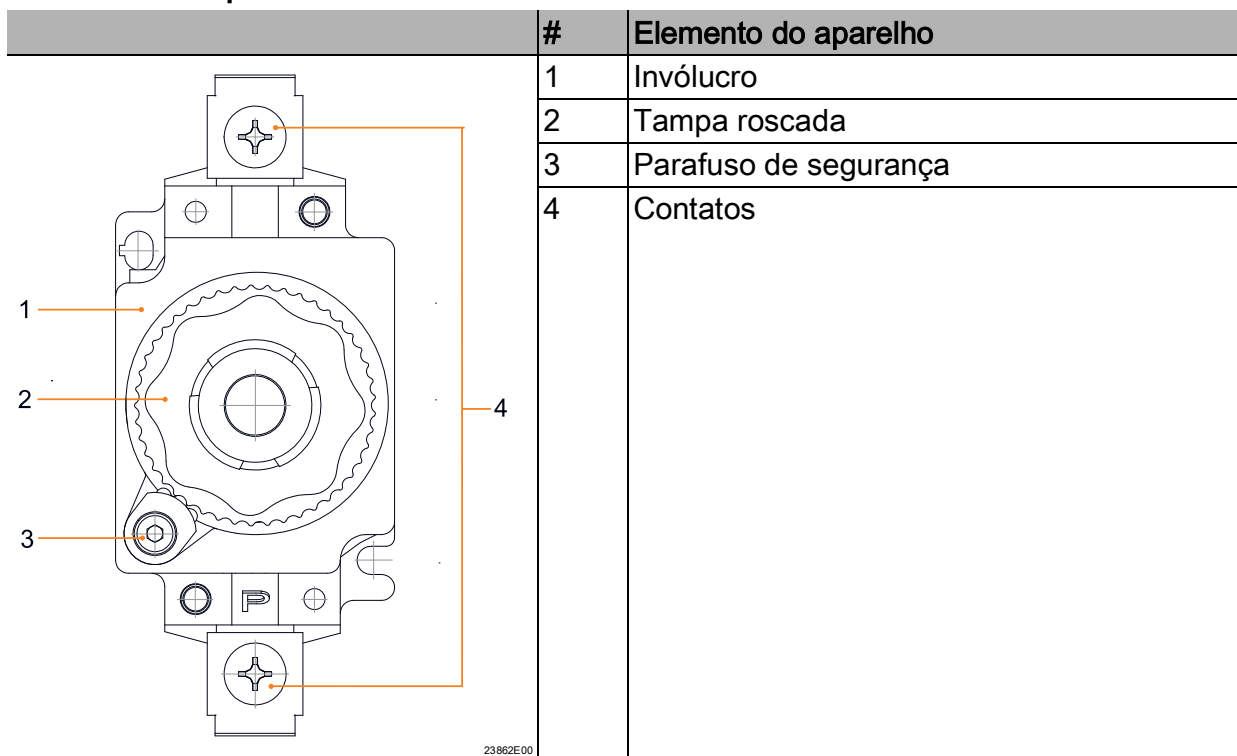 # Elemento do aparelho
1 Invólucro
2 Tampa roscada
3 Parafuso de segurança
4 Contatos
1
2
3
4
P
23862E00